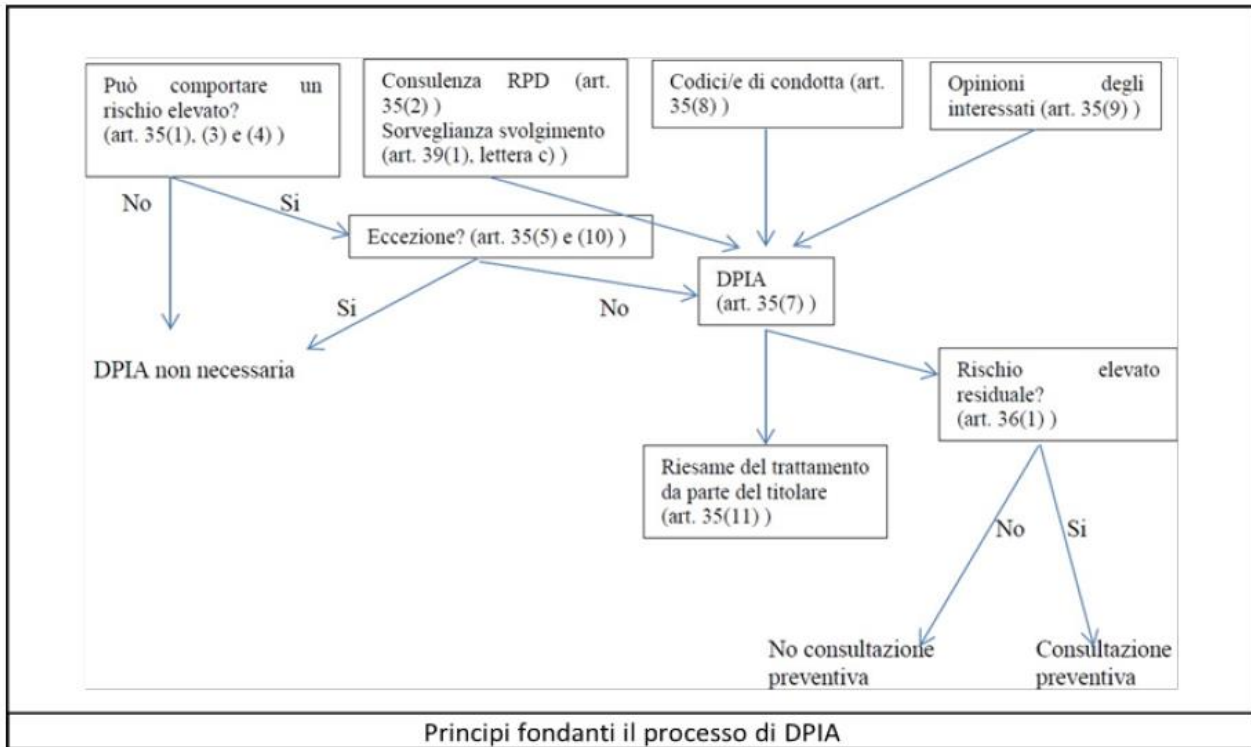 Può comportare un
rischio elevato?
(art. 35(1), (3) e (4) )
Consulenza RPD (art.
35(2) )
Sorveglianza svolgimento
(art. 39(1), lettera c) )
Codici/e di condotta (art.
35(8) )
Opinioni degli
interessati (art. 35(9) )
No
Si
Eccezione? (art. 35(5) e (10) )
Si
No
DPIA
(art. 35(7) )
DPIA non necessaria
Rischio elevato
residuale?
(art. 36(1) )
Riesame del trattamento
da parte del titolare
(art. 35(11) )
No
Si
No consultazione
preventiva
Consultazione
preventiva
Principi fondanti il processo di DPIA